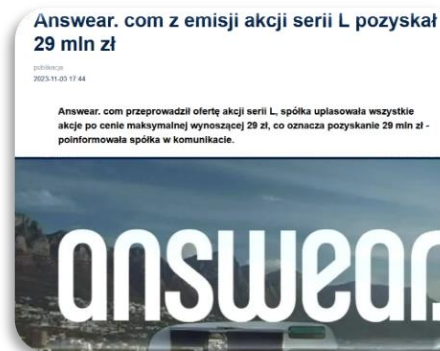 Answear. com z emisji akcji serii L pozyskał
29 mln zł
publikacja
2023-11-03 17:44
Answear. com przeprowadził ofertę akcji serii L, spółka uplasowała wszystkie
akcje po cenie maksymalnej wynoszącej 29 zł, co oznacza pozyskanie 29 mln zł -
poinformowała spółka w komunikacie.
answear.